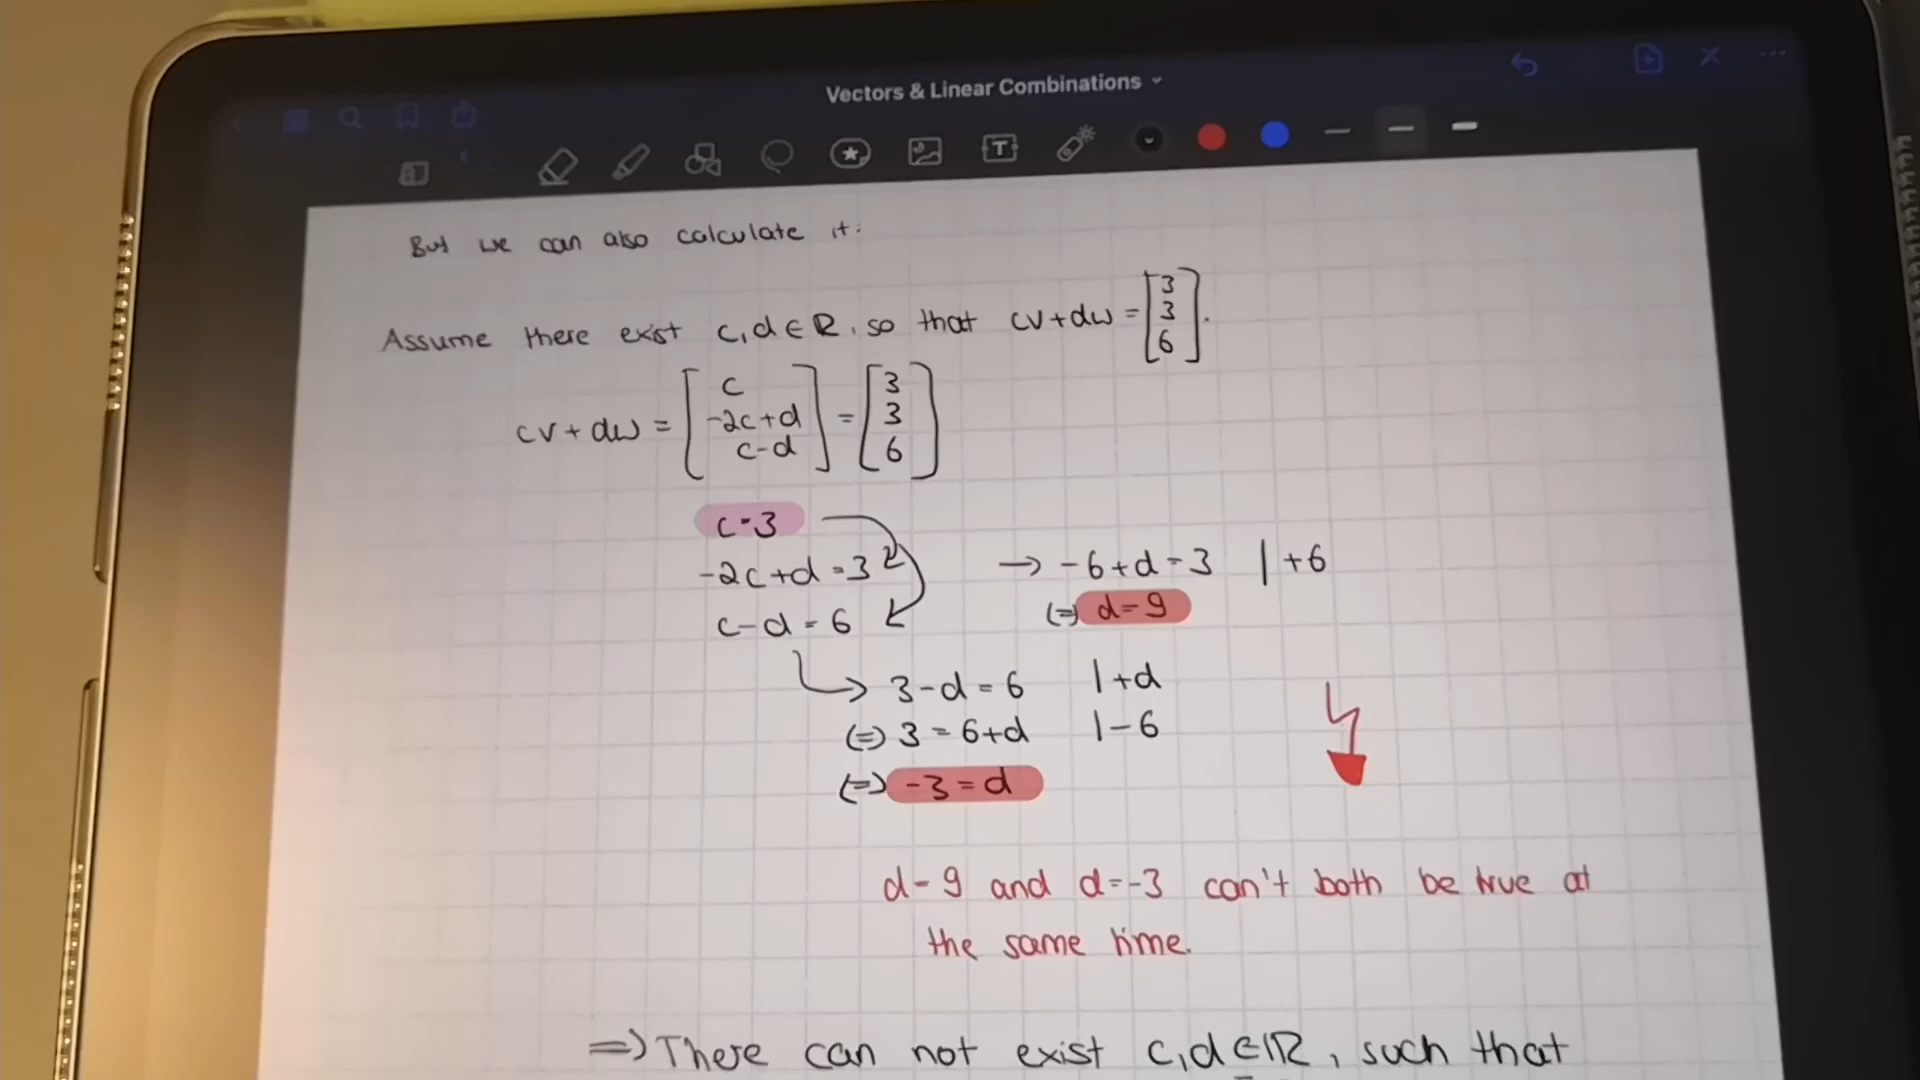 Vectors & Linear Combinations
But we can also calculate it:
Assume there exist c,d ∈ ℝ, so that cv+dw = [3 3 6].
cv+dw = [c -2c+d c-d] = [3 3 6]
c=3
-2c+d=3 → -6+d=3 |+6
(=) d=9
c-d=6
→ 3-d=6 |+d
(=) 3=6+d |-6
(=) -3=d
d=9 and d=-3 can't both be true at
the same time.
=> There can not exist c,d ∈ ℝ, such that